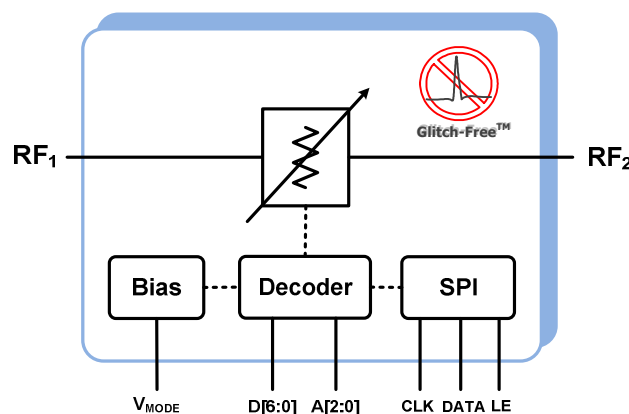 Glitch-Free™
RF₁
RF₂
Bias
Decoder
SPI
VMODE
D[6:0]
A[2:0]
CLK
DATA
LE